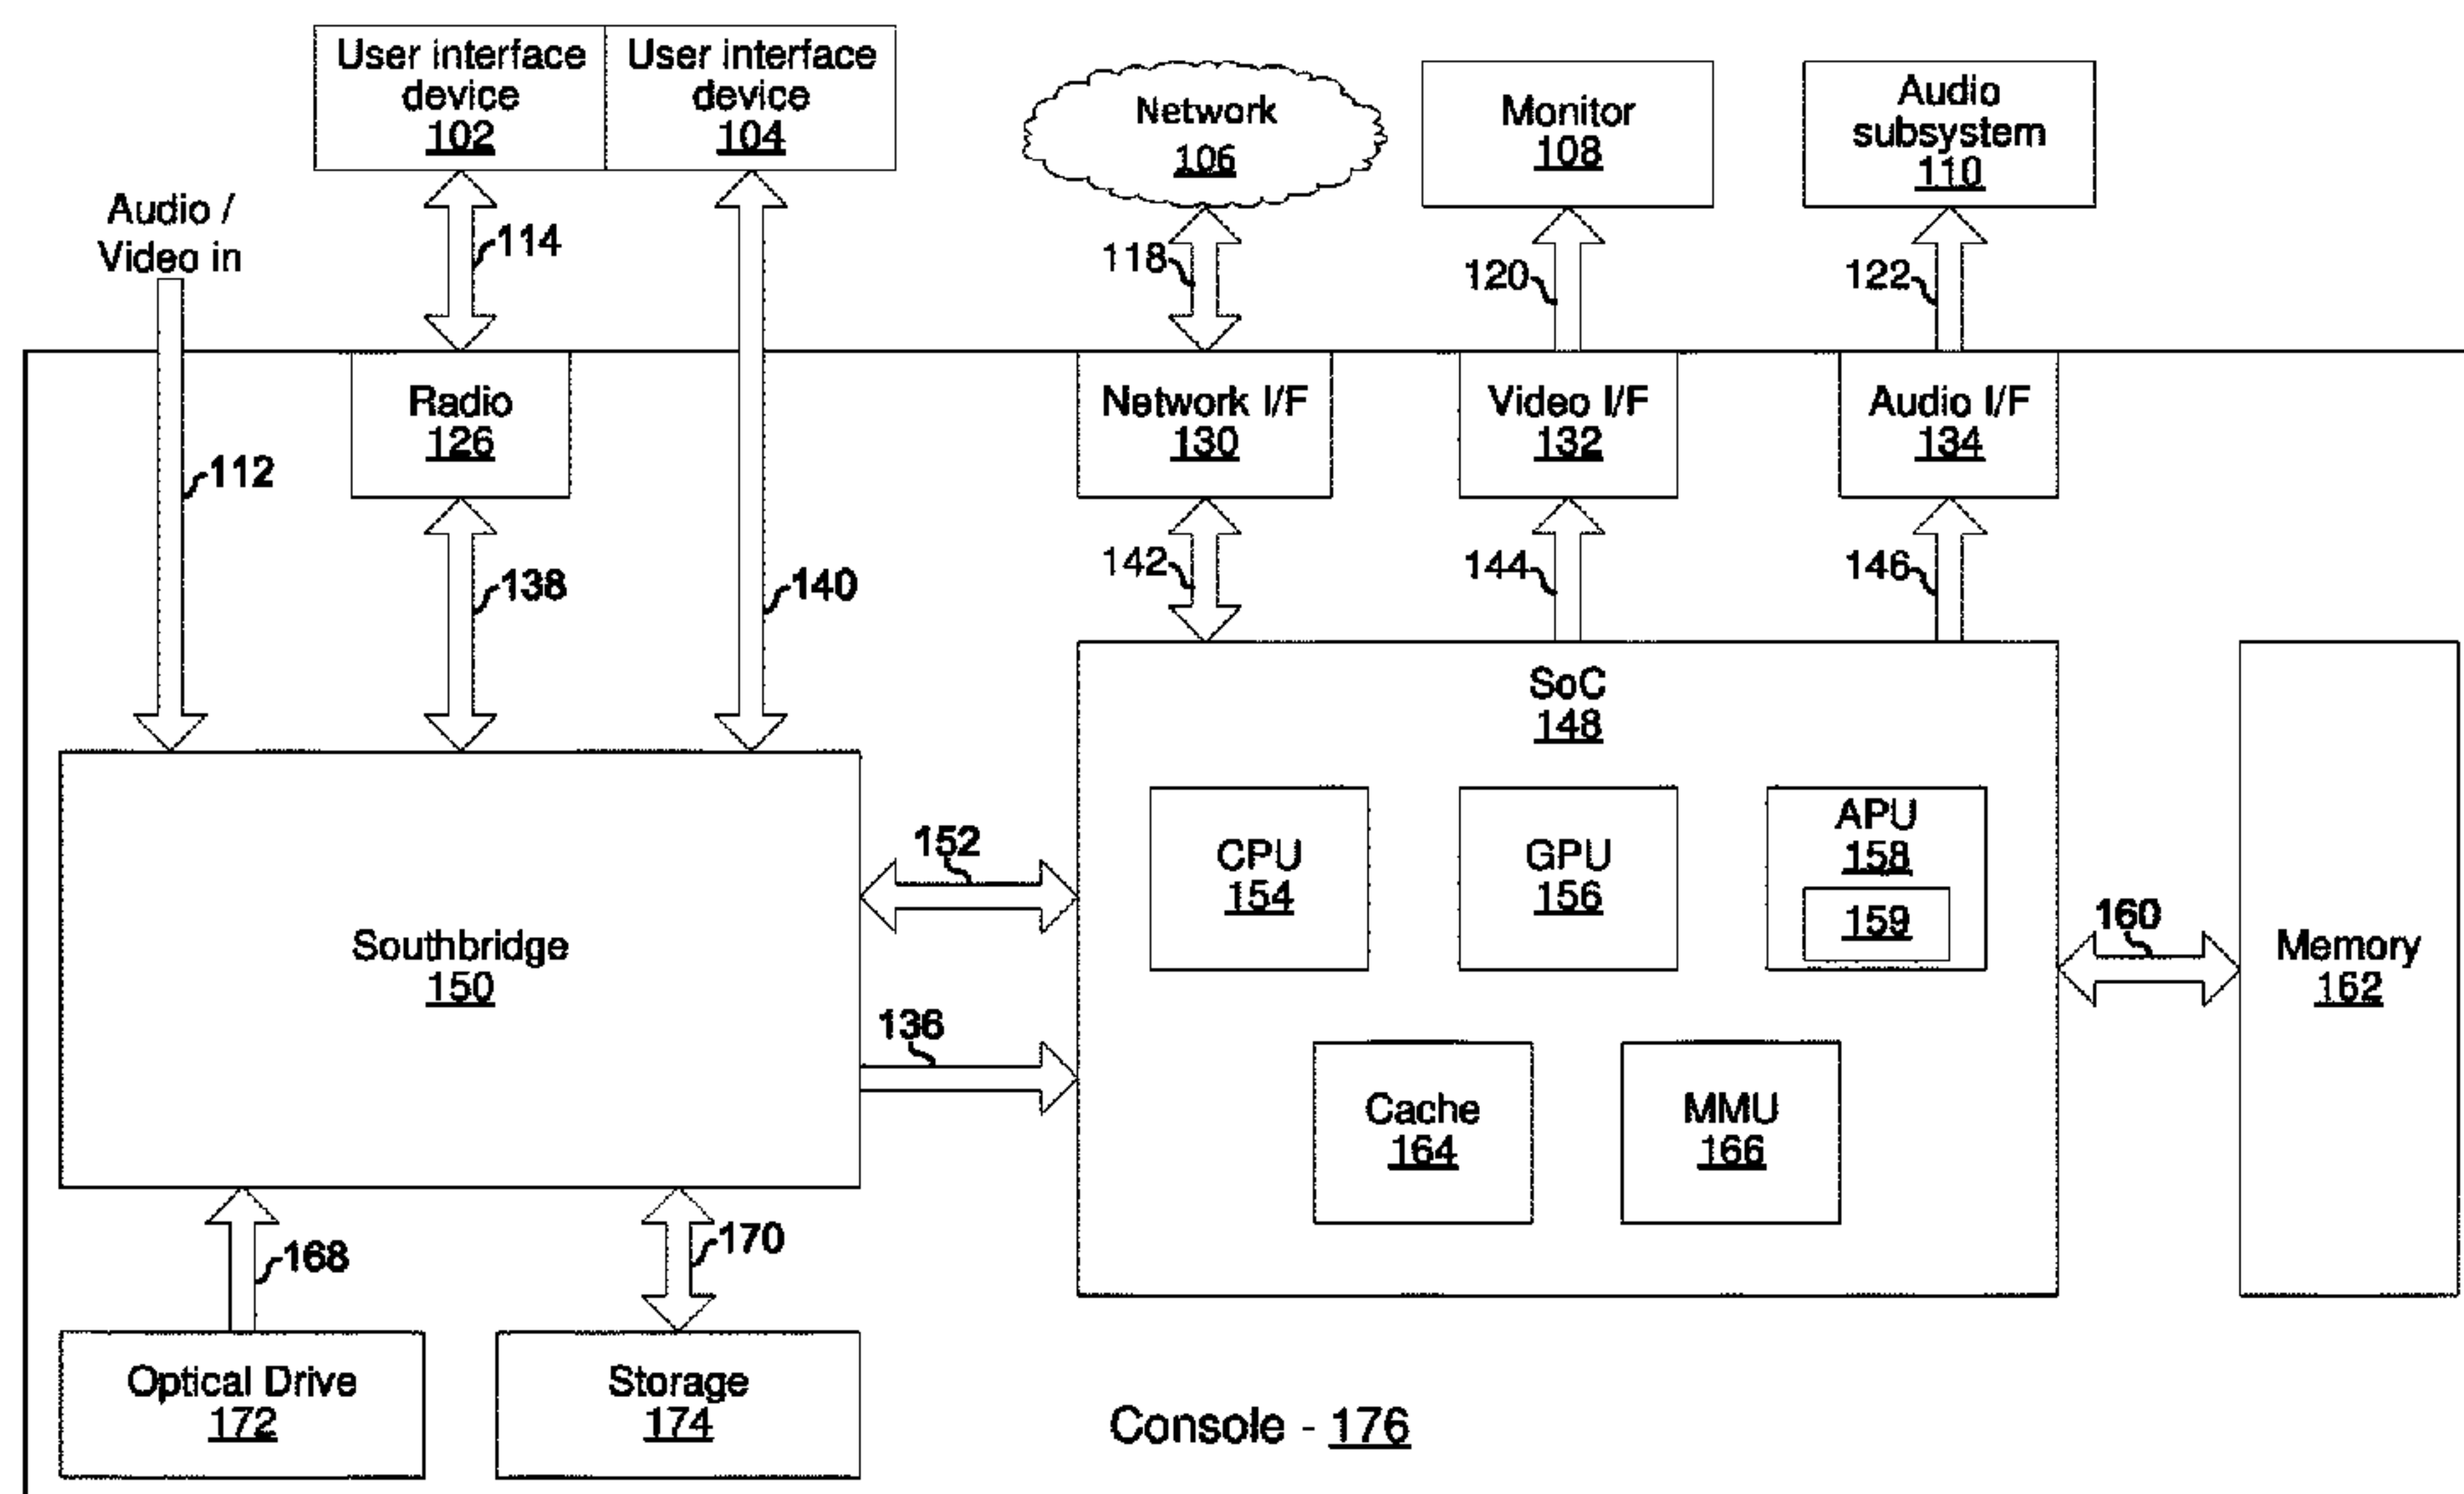 User interface
device
102
User interface
device
104
Network
106
Monitor
108
Audio
subsystem
110
Audio /
Video in
114
118
120
122
Radio
126
Network I/F
130
Video I/F
132
Audio I/F
134
112
138
140
142
144
146
SoC
148
Southbridge
150
152
136
CPU
154
GPU
156
APU
158
159
160
Memory
162
Cache
164
MMU
166
168
170
Optical Drive
172
Storage
174
Console - 176